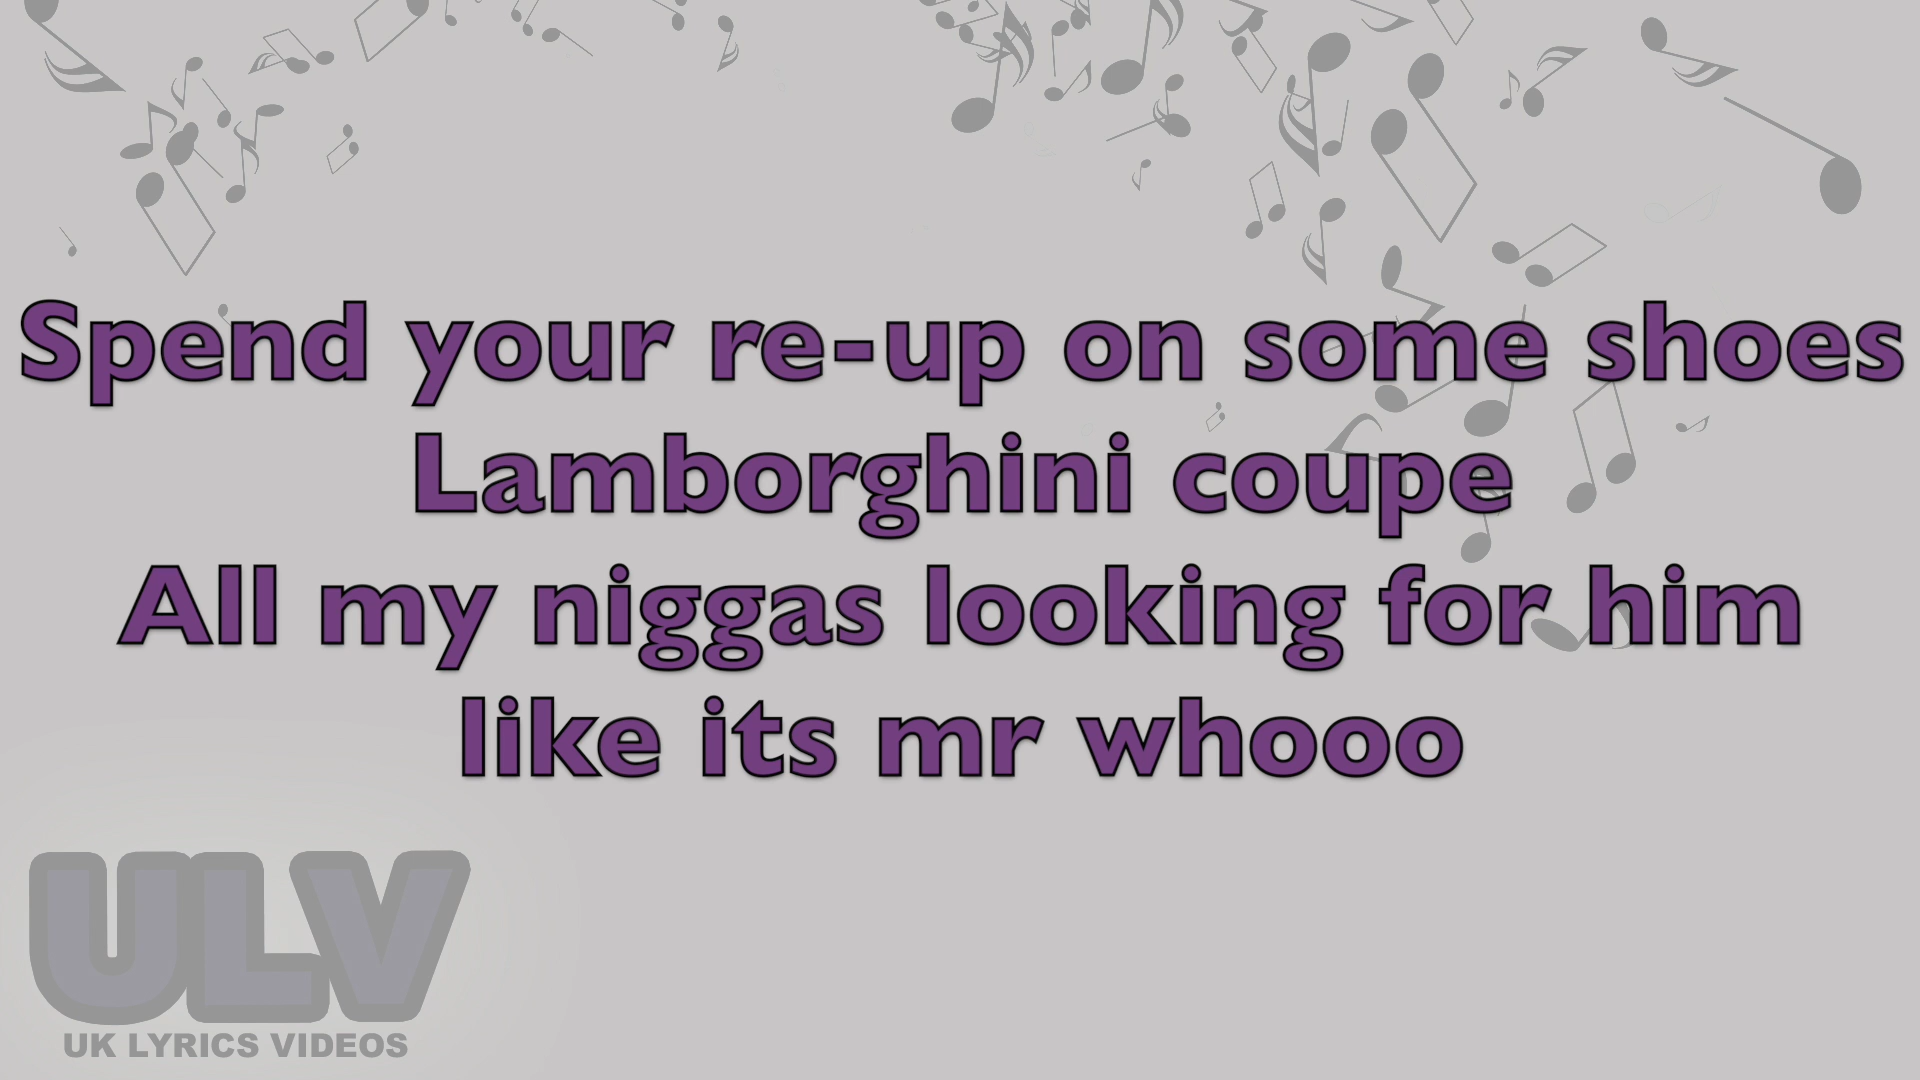 Spend your re-up on some shoes
Lamborghini coupe
All my niggas looking for him
like its mr whooo
ULV
UK LYRICS VIDEOS